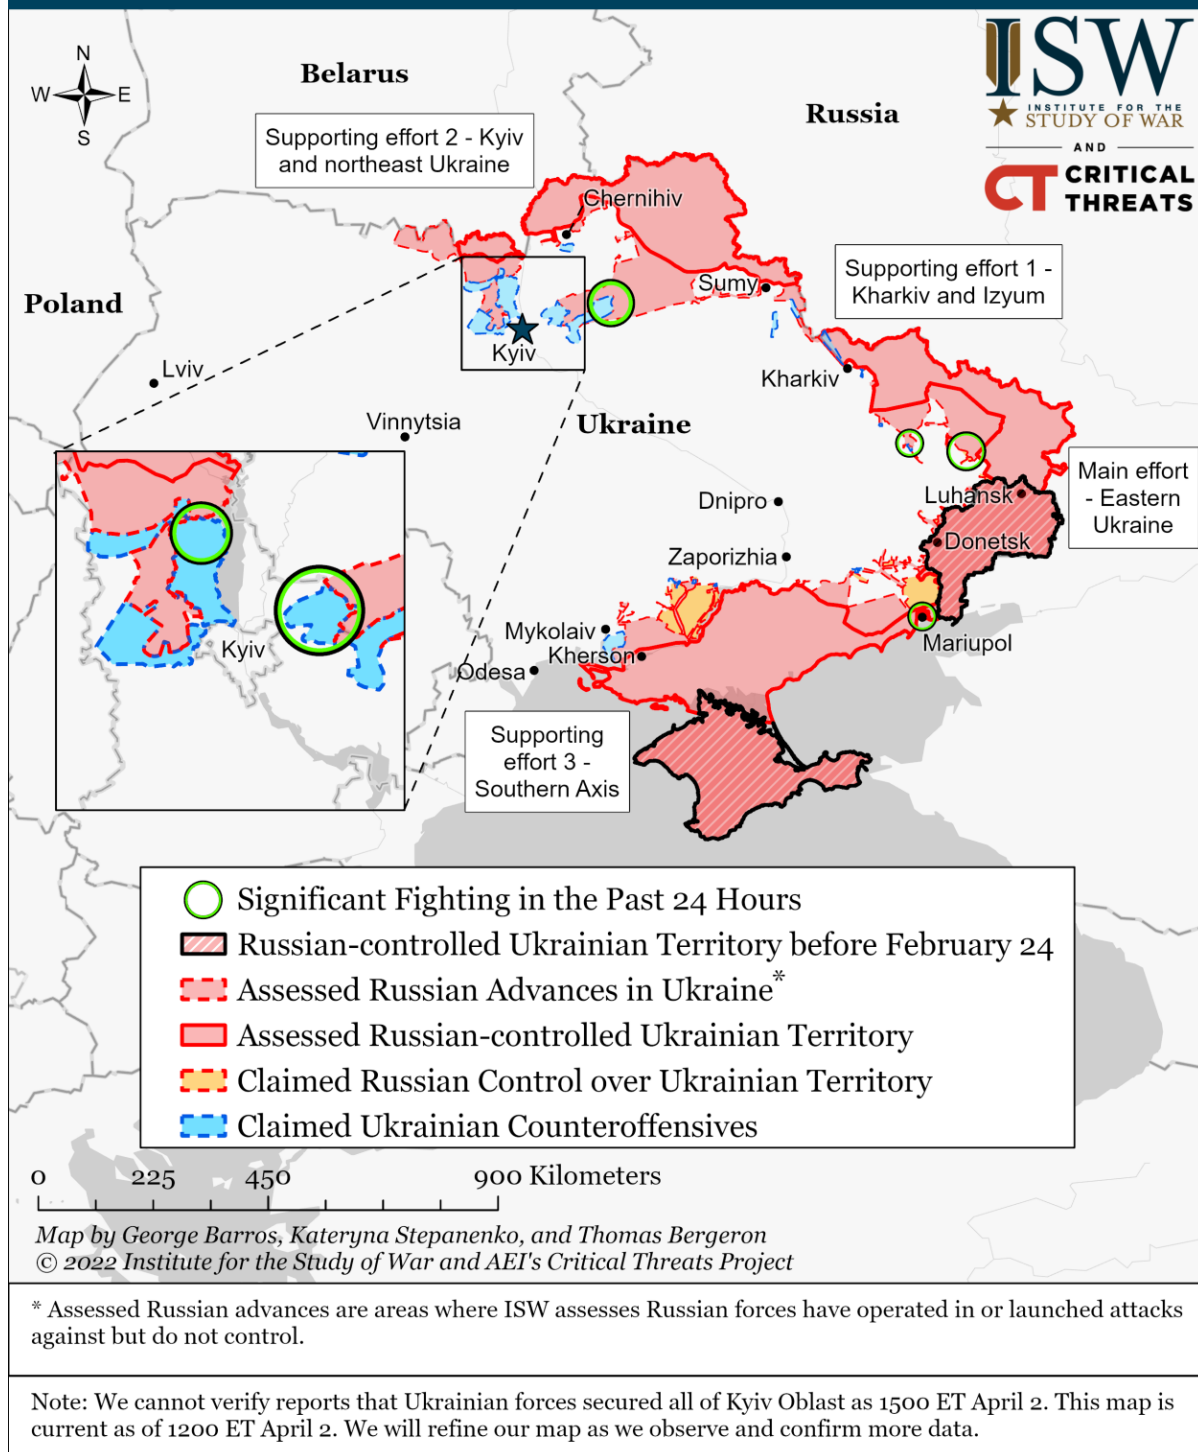 N
W
E
S
Belarus
Russia
ISW
INSTITUTE FOR THE
STUDY OF WAR
AND
CT CRITICAL
THREATS
Supporting effort 2 - Kyiv
and northeast Ukraine
Chernihiv
Supporting effort 1 -
Kharkiv and Izyum
Poland
Sumy
Kyiv
Lviv
Kharkiv
Vinnytsia
Ukraine
Main effort
- Eastern
Ukraine
Luhansk
Dnipro
Donetsk
Zaporizhia
Mykolaiv
Mariupol
Kyiv
Kherson
Odesa
Supporting
effort 3 -
Southern Axis
Significant Fighting in the Past 24 Hours
Russian-controlled Ukrainian Territory before February 24
Assessed Russian Advances in Ukraine*
Assessed Russian-controlled Ukrainian Territory
Claimed Russian Control over Ukrainian Territory
Claimed Ukrainian Counteroffensives
0 225 450 900 Kilometers
Map by George Barros, Kateryna Stepanenko, and Thomas Bergeron
© 2022 Institute for the Study of War and AEI's Critical Threats Project
* Assessed Russian advances are areas where ISW assesses Russian forces have operated in or launched attacks
against but do not control.
Note: We cannot verify reports that Ukrainian forces secured all of Kyiv Oblast as 1500 ET April 2. This map is
current as of 1200 ET April 2. We will refine our map as we observe and confirm more data.